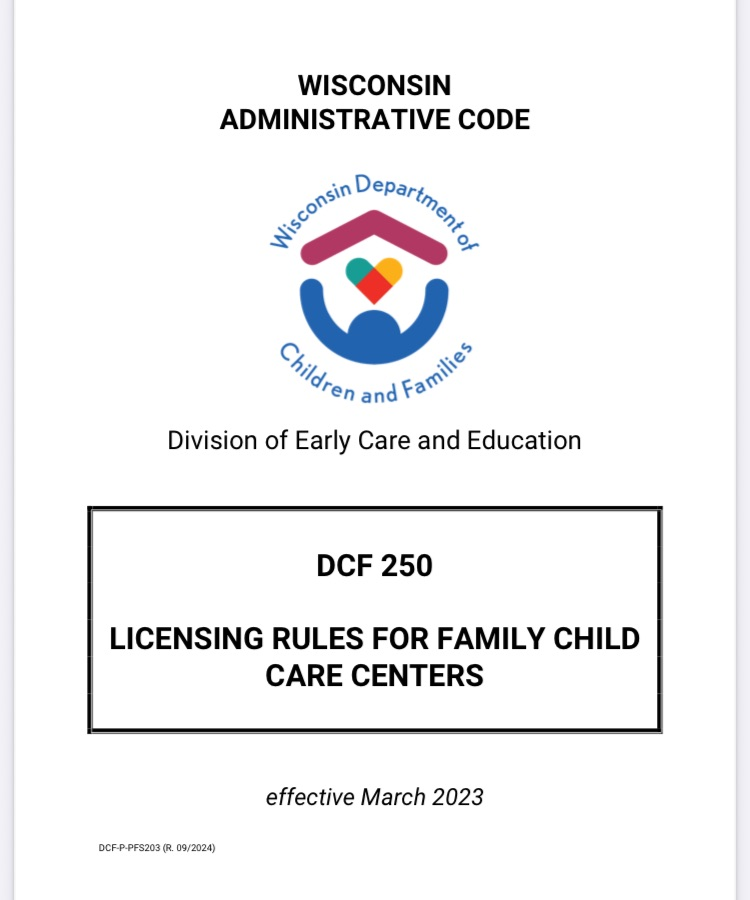 WISCONSIN
ADMINISTRATIVE CODE
Wisconsin Department of
Children and Families
Division of Early Care and Education
DCF 250
LICENSING RULES FOR FAMILY CHILD
CARE CENTERS
effective March 2023
DCF-P-PFS203 (R. 09/2024)